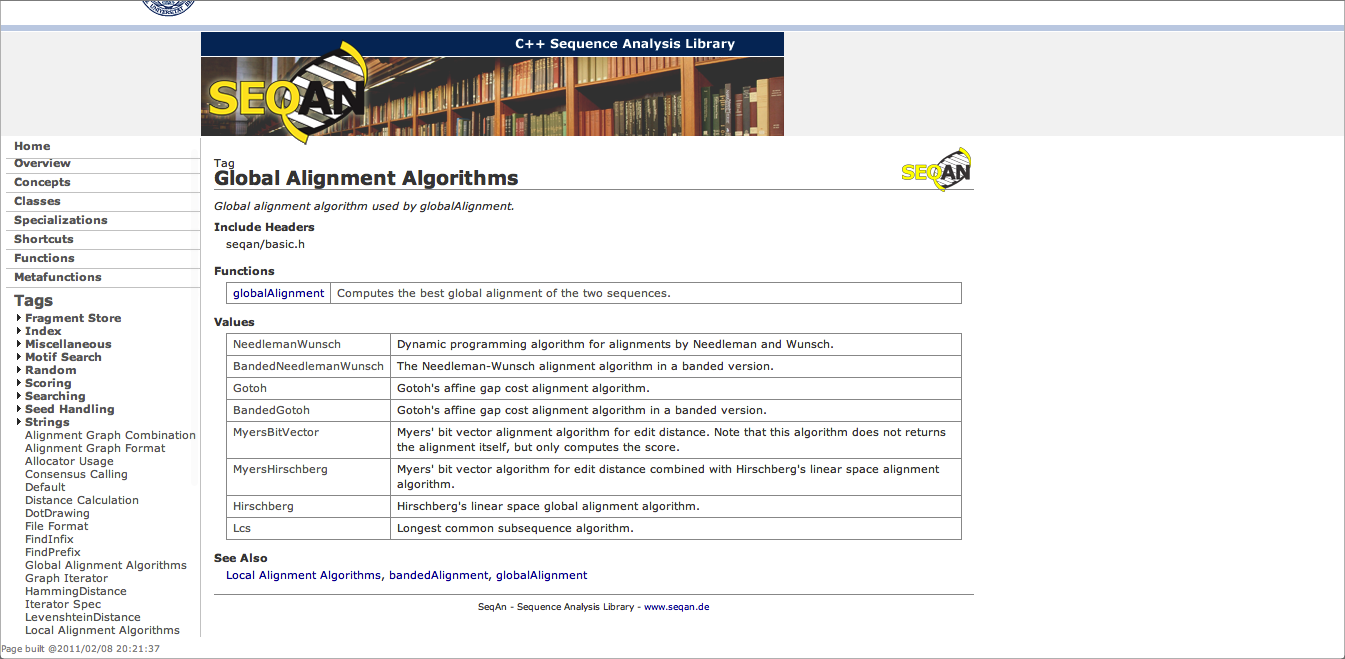 C++ Sequence Analysis Library
SEQAN
Home
Overview
Concepts
Classes
Specializations
Shortcuts
Functions
Metafunctions
Tags
Fragment Store
Index
Miscellaneous
Motif Search
Random
Scoring
Searching
Seed Handling
Strings
Alignment Graph Combination
Alignment Graph Format
Allocator Usage
Consensus Calling
Default
Distance Calculation
DotDrawing
File Format
FindInfix
FindPrefix
Global Alignment Algorithms
Graph Iterator
HammingDistance
Iterator Spec
LevenshteinDistance
Local Alignment Algorithms
Page built @2011/02/08 20:21:37
Tag
Global Alignment Algorithms
SEQAN
Global alignment algorithm used by globalAlignment.
Include Headers
seqan/basic.h
Functions
globalAlignment Computes the best global alignment of the two sequences.
Values
NeedlemanWunsch Dynamic programming algorithm for alignments by Needleman and Wunsch.
BandedNeedlemanWunsch The Needleman-Wunsch alignment algorithm in a banded version.
Gotoh Gotoh's affine gap cost alignment algorithm.
BandedGotoh Gotoh's affine gap cost alignment algorithm in a banded version.
MyersBitVector Myers' bit vector alignment algorithm for edit distance. Note that this algorithm does not returns
the alignment itself, but only computes the score.
MyersHirschberg Myers' bit vector algorithm for edit distance combined with Hirschberg's linear space alignment
algorithm.
Hirschberg Hirschberg's linear space global alignment algorithm.
Lcs Longest common subsequence algorithm.
See Also
Local Alignment Algorithms, bandedAlignment, globalAlignment
SeqAn - Sequence Analysis Library - www.seqan.de